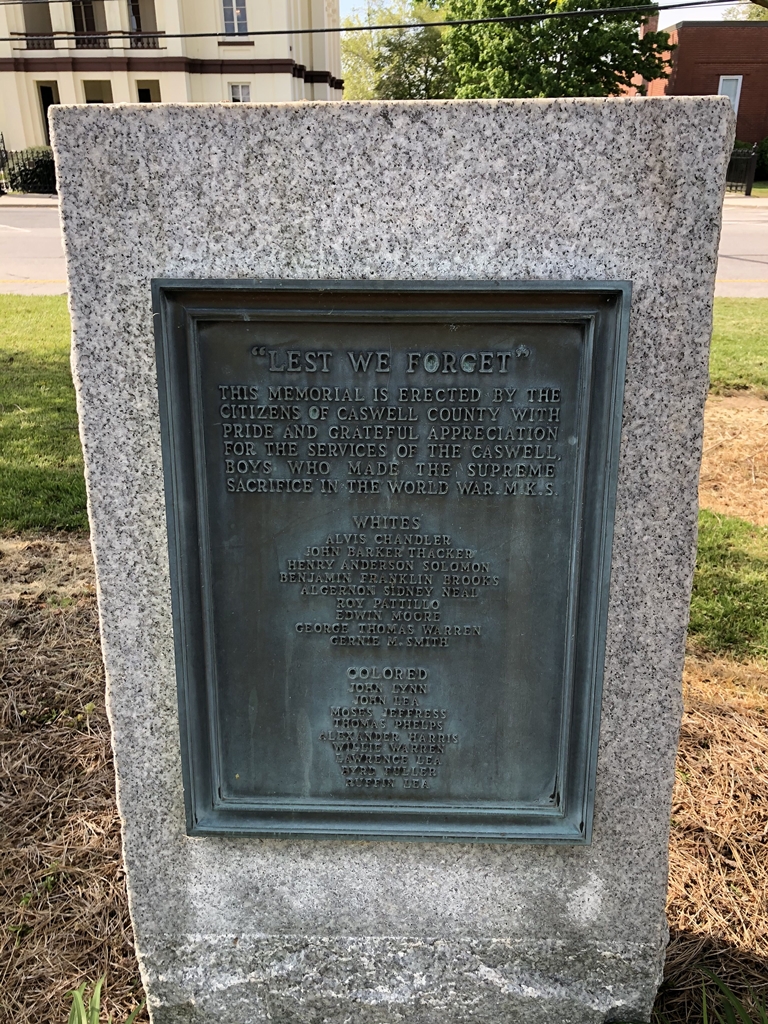 "LEST WE FORGET"
THIS MEMORIAL IS ERECTED BY THE
CITIZENS OF CASWELL COUNTY WITH
PRIDE AND GRATEFUL APPRECIATION
FOR THE SERVICES OF THE CASWELL,
BOYS WHO MADE THE SUPREME
SACRIFICE IN THE WORLD WAR. M.K.S.
WHITES
ALVIS CHANDLER
JOHN BARKER THACKER
HENRY ANDERSON SOLOMON
BENJAMIN FRANKLIN BROOKS
ALGERNON SIDNEY NEAL
ROY PATTILLO
EDWIN MOORE
GEORGE THOMAS WARREN
GERNIE M. SMITH
COLORED
JOHN LYNN
JOHN LEA
MOSES JEFFRESS
THOMAS PHELPS
ALEXANDER HARRIS
WILLIE WARREN
LAWRENCE LEA
BYRD FULLER
RUFFIN LEA